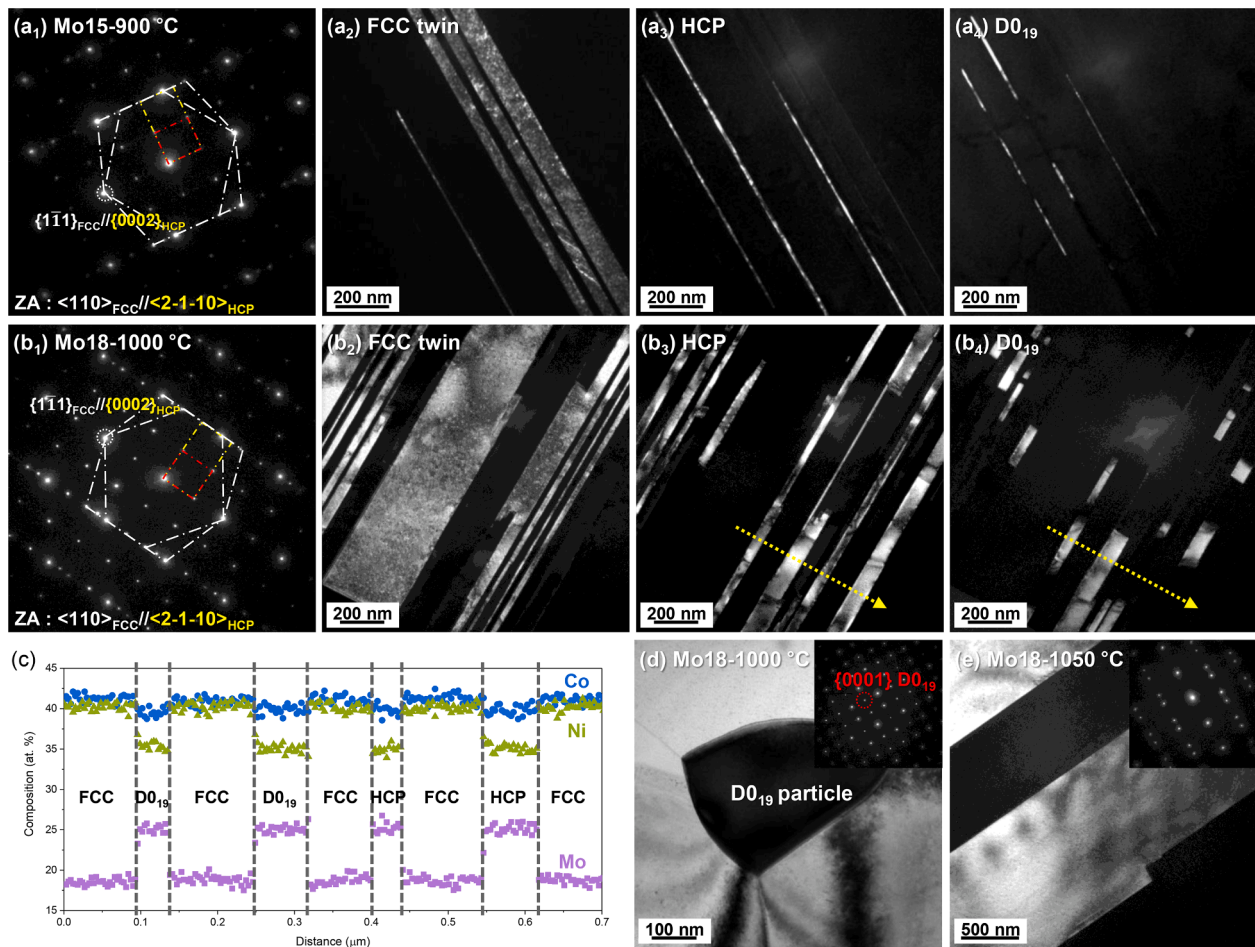 (a₁) Mo15-900 °C
{1-11}FCC//{0002}HCP
ZA : <110>FCC//<2-1-10>HCP
(a₂) FCC twin
200 nm
(a₃) HCP
200 nm
(a₄) D0₁₉
200 nm
(b₁) Mo18-1000 °C
{1-11}FCC//{0002}HCP
ZA : <110>FCC//<2-1-10>HCP
(b₂) FCC twin
200 nm
(b₃) HCP
200 nm
(b₄) D0₁₉
200 nm
(c)
45
40
35
30
25
20
15
Composition (at. %)
Co
Ni
FCC D0₁₉ FCC D0₁₉ FCC HCP FCC HCP FCC
Mo
0.0 0.1 0.2 0.3 0.4 0.5 0.6 0.7
Distance (μm)
(d) Mo18-1000 °C
{0001} D0₁₉
D0₁₉ particle
100 nm
(e) Mo18-1050 °C
500 nm